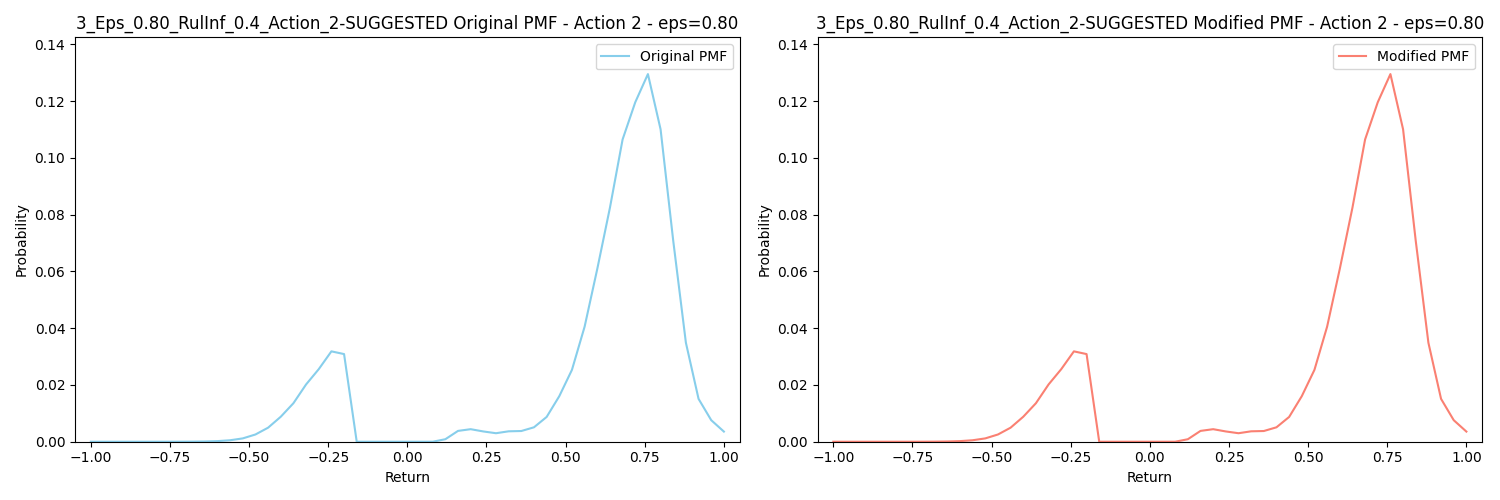 3_Eps_0.80_RulInf_0.4_Action_2-SUGGESTED Original PMF - Action 2 - eps=0.80
Original PMF
0.14
0.12
0.10
0.08
0.06
0.04
0.02
0.00
Probability
−1.00 −0.75 −0.50 −0.25 0.00 0.25 0.50 0.75 1.00
Return
3_Eps_0.80_RulInf_0.4_Action_2-SUGGESTED Modified PMF - Action 2 - eps=0.80
Modified PMF
0.14
0.12
0.10
0.08
0.06
0.04
0.02
0.00
Probability
−1.00 −0.75 −0.50 −0.25 0.00 0.25 0.50 0.75 1.00
Return